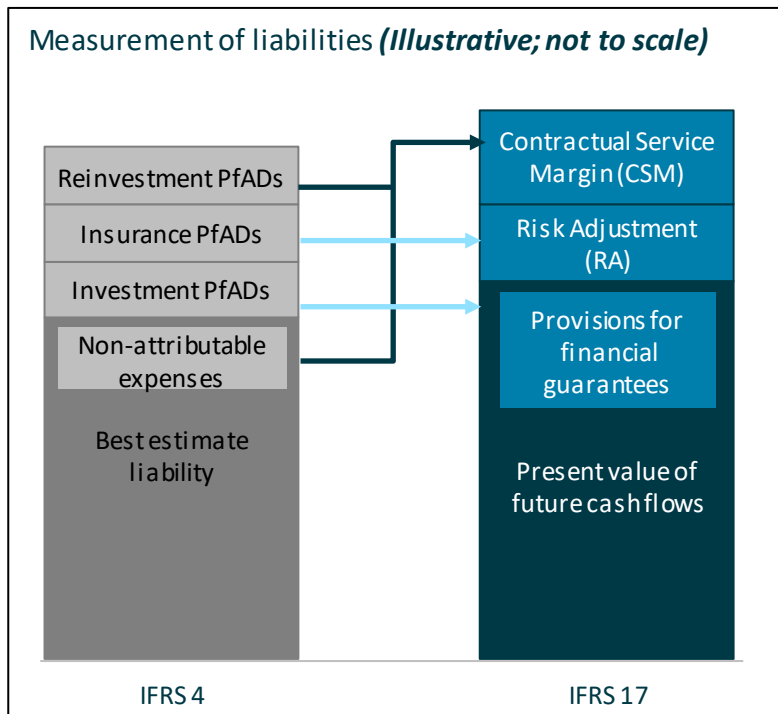 Measurement of liabilities (Illustrative; not to scale)
Reinvestment PfADs
Insurance PfADs
Investment PfADs
Non-attributable
expenses
Best estimate
liability
IFRS 4
Contractual Service
Margin (CSM)
Risk Adjustment
(RA)
Provisions for
financial
guarantees
Present value of
future cash flows
IFRS 17